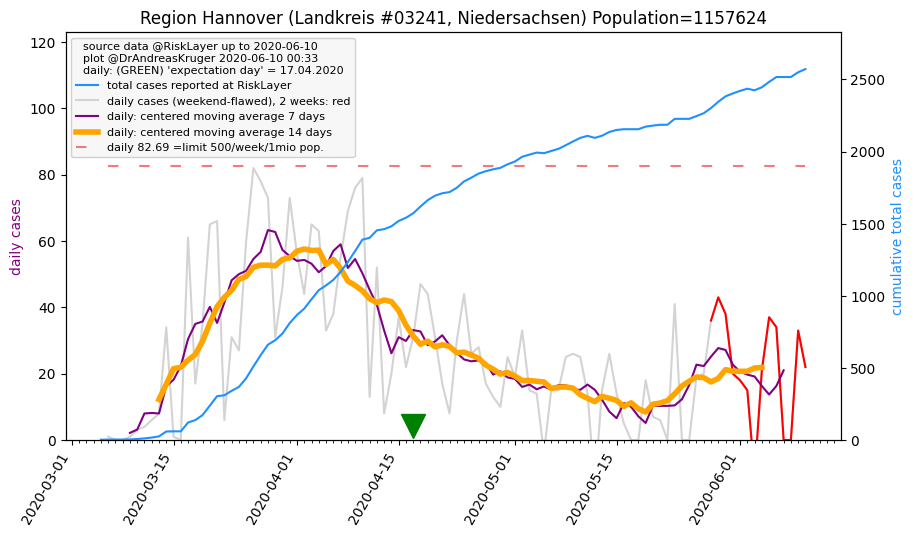 Region Hannover (Landkreis #03241, Niedersachsen) Population=1157624
source data @RiskLayer up to 2020-06-10
plot @DrAndreasKruger 2020-06-10 00:33
daily: (GREEN) 'expectation day' = 17.04.2020
total cases reported at RiskLayer
daily cases (weekend-flawed), 2 weeks: red
daily: centered moving average 7 days
daily: centered moving average 14 days
daily 82.69 =limit 500/week/1mio pop.
daily cases
120
100
80
60
40
20
0
cumulative total cases
2500
2000
1500
1000
500
0
2020-03-01
2020-03-15
2020-04-01
2020-04-15
2020-05-01
2020-05-15
2020-06-01